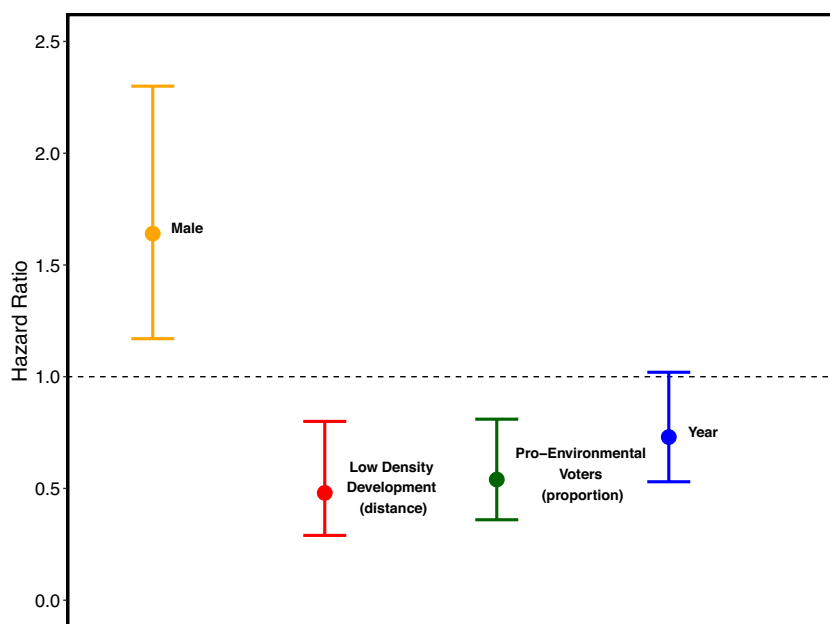 2.5
2.0
Male
1.5
Hazard Ratio
1.0
Year
Pro−Environmental
Voters
(proportion)
Low Density
Development
(distance)
0.5
0.0